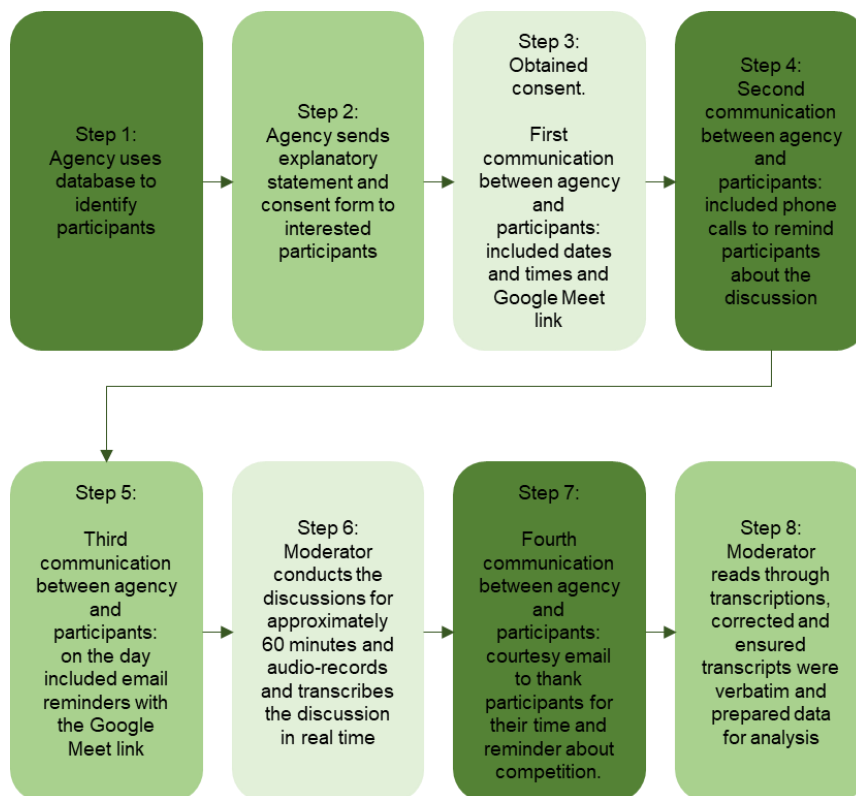 Step 1:
Agency uses
database to
identify
participants
Step 2:
Agency sends
explanatory
statement and
consent form to
interested
participants
Step 3:
Obtained
consent.
First
communication
between agency
and
participants:
included dates
and times and
Google Meet
link
Step 4:
Second
communication
between agency
and
participants:
included phone
calls to remind
participants
about the
discussion
Step 5:
Third
communication
between agency
and
participants:
on the day
included email
reminders with
the Google
Meet link
Step 6:
Moderator
conducts the
discussions for
approximately
60 minutes and
audio-records
and transcribes
the discussion
in real time
Step 7:
Fourth
communication
between agency
and
participants:
courtesy email
to thank
participants for
their time and
reminder about
competition.
Step 8:
Moderator
reads through
transcriptions,
corrected and
ensured
transcripts were
verbatim and
prepared data
for analysis